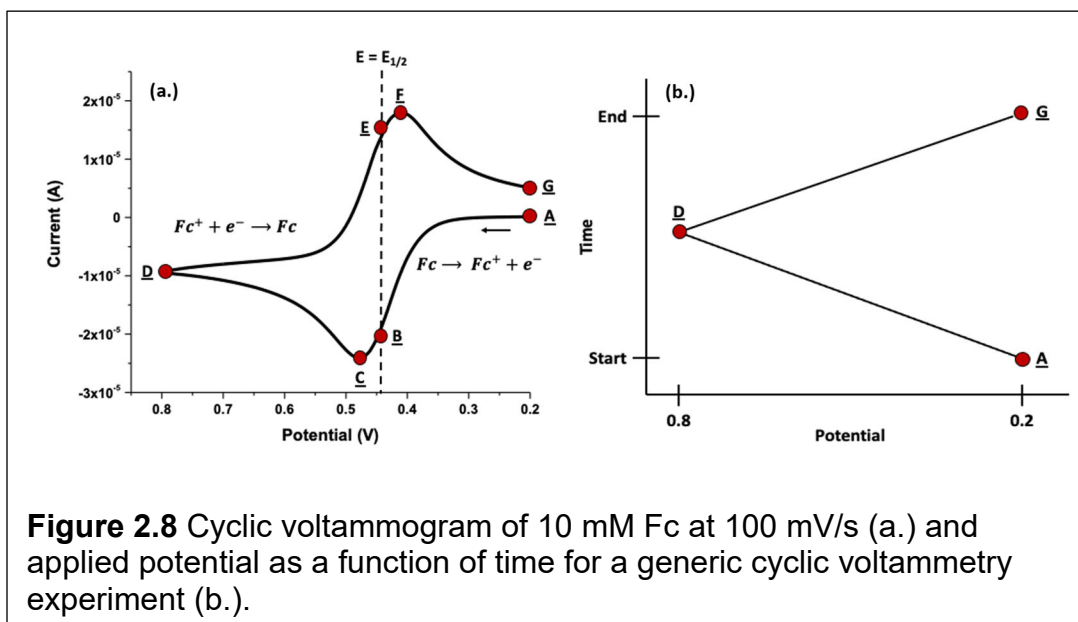 E = E1/2
(a.)
F
2x10-5
E
1x10-5
G
0
A
Fc+ + e− → Fc
Fc → Fc+ + e−
D
-1x10-5
B
-2x10-5
C
-3x10-5
Current (A)
0.8 0.7 0.6 0.5 0.4 0.3 0.2
Potential (V)
(b.)
End
G
D
Time
Start
A
0.8 0.2
Potential
Figure 2.8 Cyclic voltammogram of 10 mM Fc at 100 mV/s (a.) and
applied potential as a function of time for a generic cyclic voltammetry
experiment (b.).